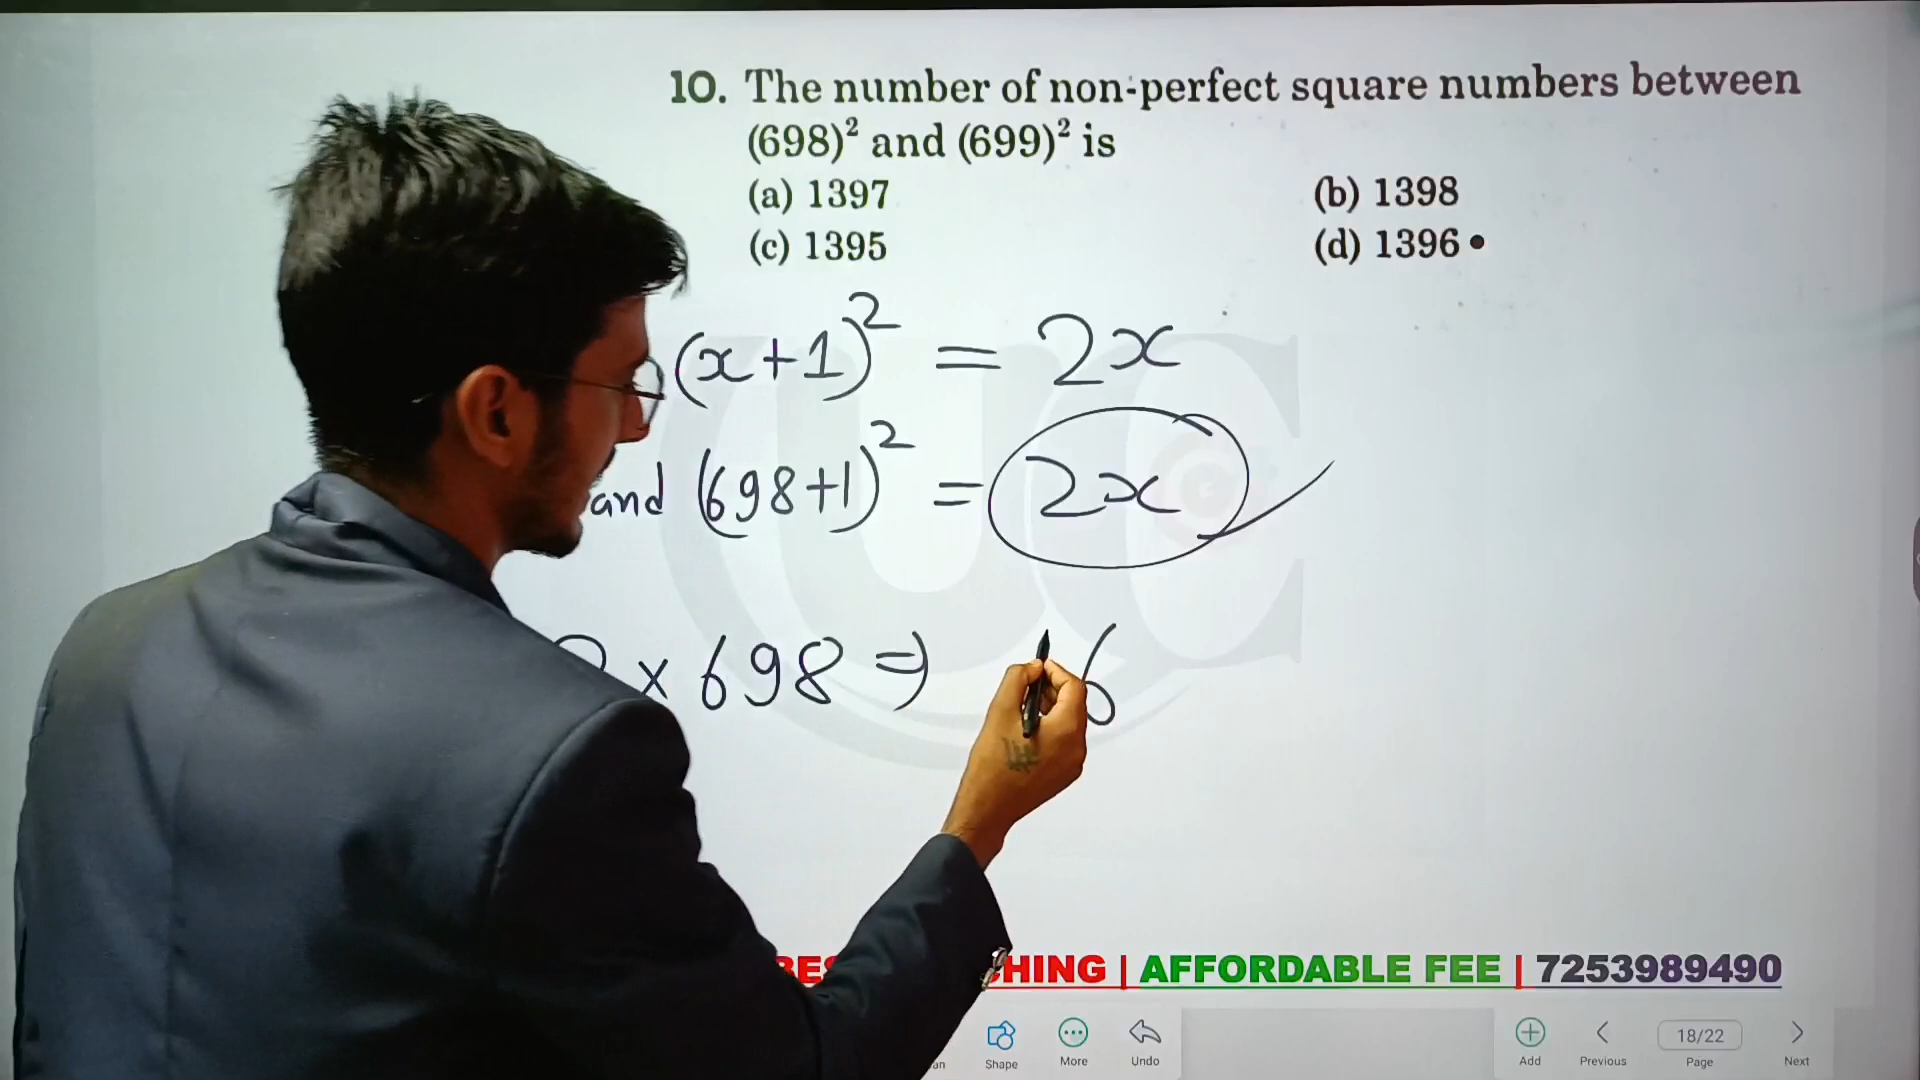 10. The number of non-perfect square numbers between
(698)² and (699)² is
(a) 1397 (b) 1398
(c) 1395 (d) 1396 •
(x+1)² = 2x
and (698+1)² = 2x
× 698 ⇒ 6
HING | AFFORDABLE FEE | 7253989490
Shape More Undo Add Previous 18/22 Page Next